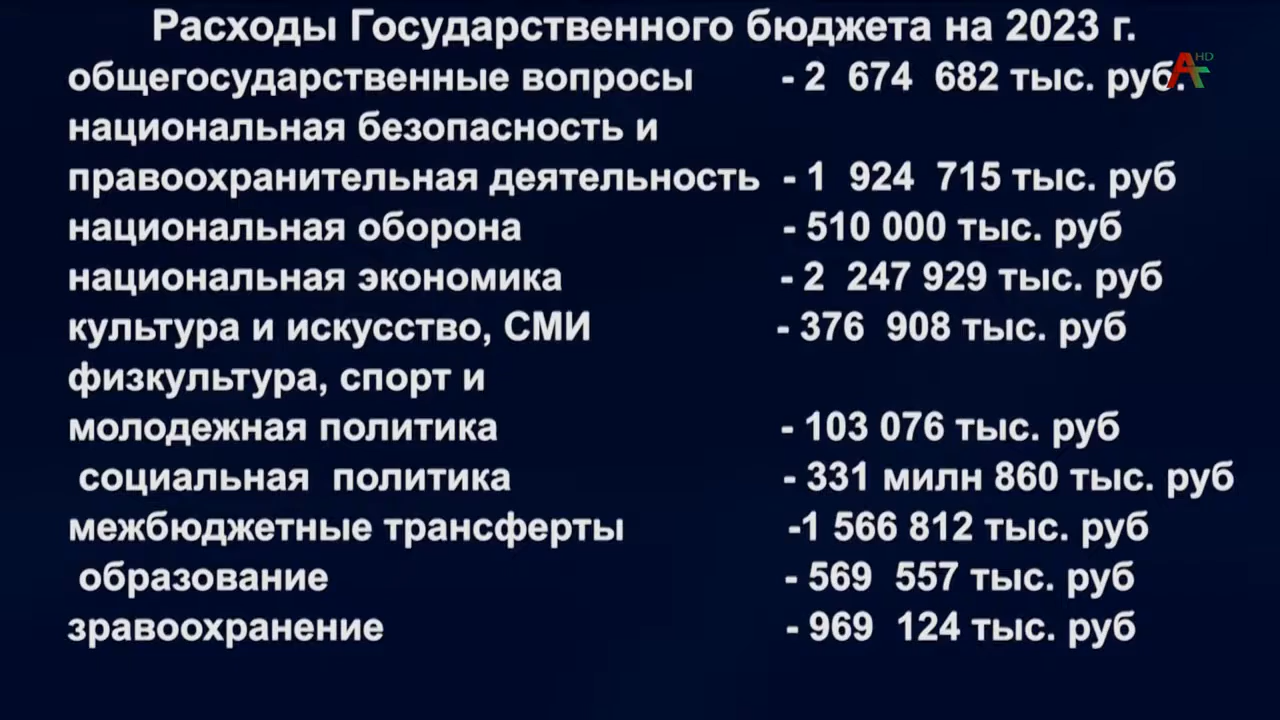 Расходы Государственного бюджета на 2023 г.
HD
АТ
общегосударственные вопросы - 2 674 682 тыс. руб.
национальная безопасность и
правоохранительная деятельность - 1 924 715 тыс. руб
национальная оборона - 510 000 тыс. руб
национальная экономика - 2 247 929 тыс. руб
культура и искусство, СМИ - 376 908 тыс. руб
физкультура, спорт и
молодежная политика - 103 076 тыс. руб
социальная политика - 331 милн 860 тыс. руб
межбюджетные трансферты -1 566 812 тыс. руб
образование - 569 557 тыс. руб
зравоохранение - 969 124 тыс. руб